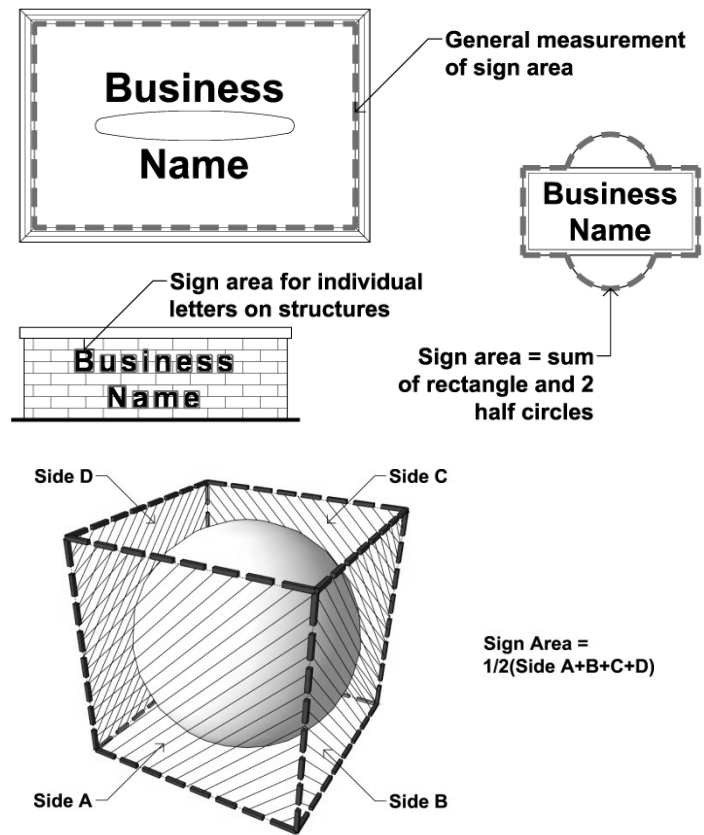 Business
Name
General measurement
of sign area
Business
Name
Sign area for individual
letters on structures
Business
Name
Sign area = sum
of rectangle and 2
half circles
Side D
Side C
Sign Area =
1/2(Side A+B+C+D)
Side A
Side B